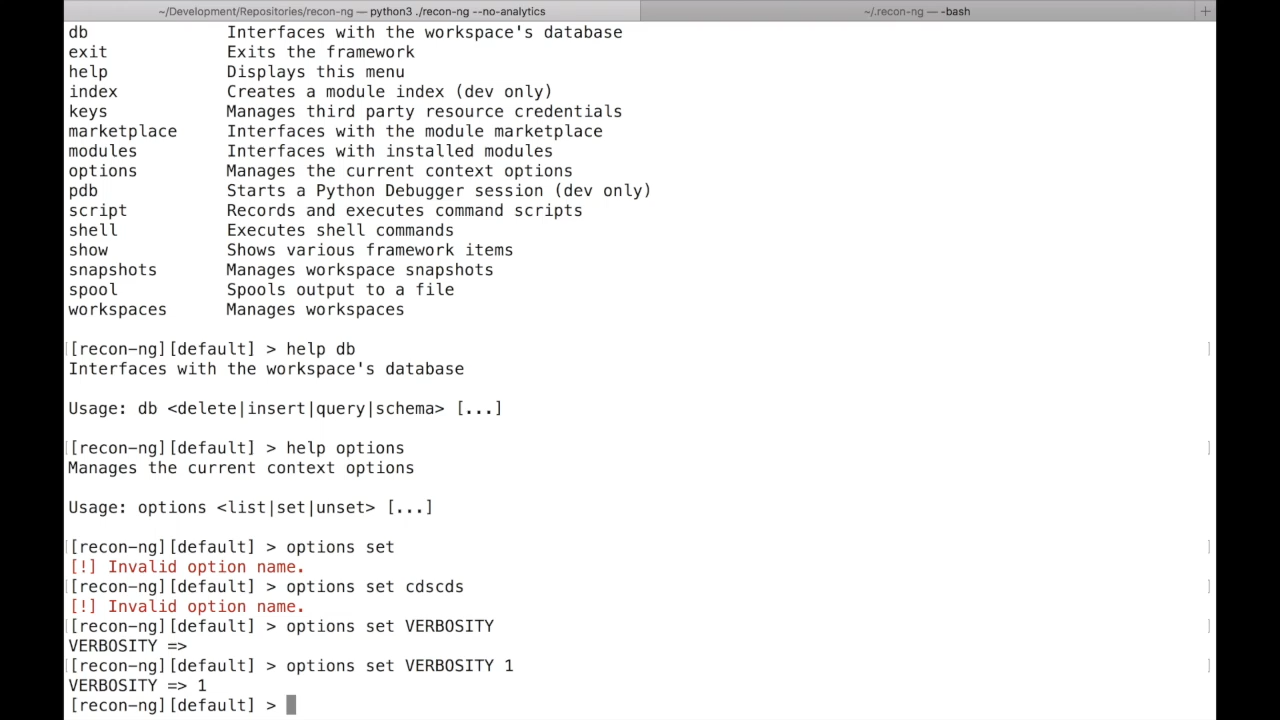 ~/Development/Repositories/recon-ng — python3 ./recon-ng --no-analytics
~/.recon-ng — -bash
+
db Interfaces with the workspace's database
exit Exits the framework
help Displays this menu
index Creates a module index (dev only)
keys Manages third party resource credentials
marketplace Interfaces with the module marketplace
modules Interfaces with installed modules
options Manages the current context options
pdb Starts a Python Debugger session (dev only)
script Records and executes command scripts
shell Executes shell commands
show Shows various framework items
snapshots Manages workspace snapshots
spool Spools output to a file
workspaces Manages workspaces
[recon-ng][default] > help db
Interfaces with the workspace's database
Usage: db <delete|insert|query|schema> [...]
[recon-ng][default] > help options
Manages the current context options
Usage: options <list|set|unset> [...]
[recon-ng][default] > options set
[!] Invalid option name.
[recon-ng][default] > options set cdscds
[!] Invalid option name.
[recon-ng][default] > options set VERBOSITY
VERBOSITY =>
[recon-ng][default] > options set VERBOSITY 1
VERBOSITY => 1
[recon-ng][default] >